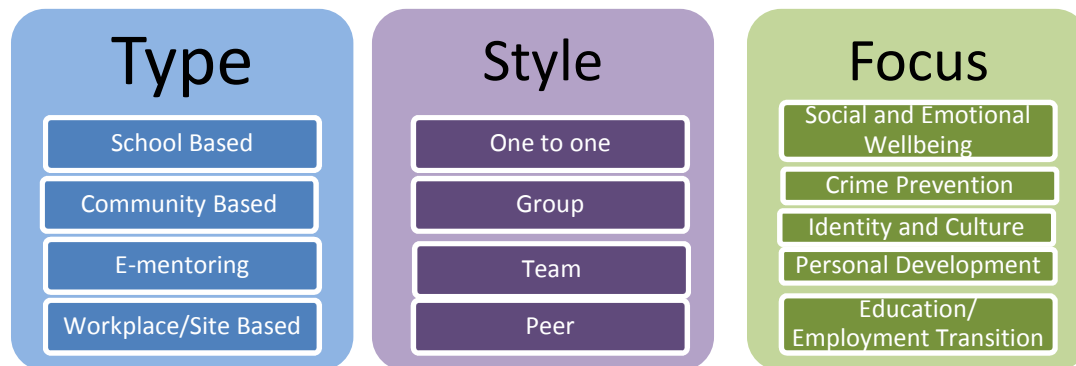 Type
School Based
Community Based
E-mentoring
Workplace/Site Based
Style
One to one
Group
Team
Peer
Focus
Social and Emotional
Wellbeing
Crime Prevention
Identity and Culture
Personal Development
Education/
Employment Transition